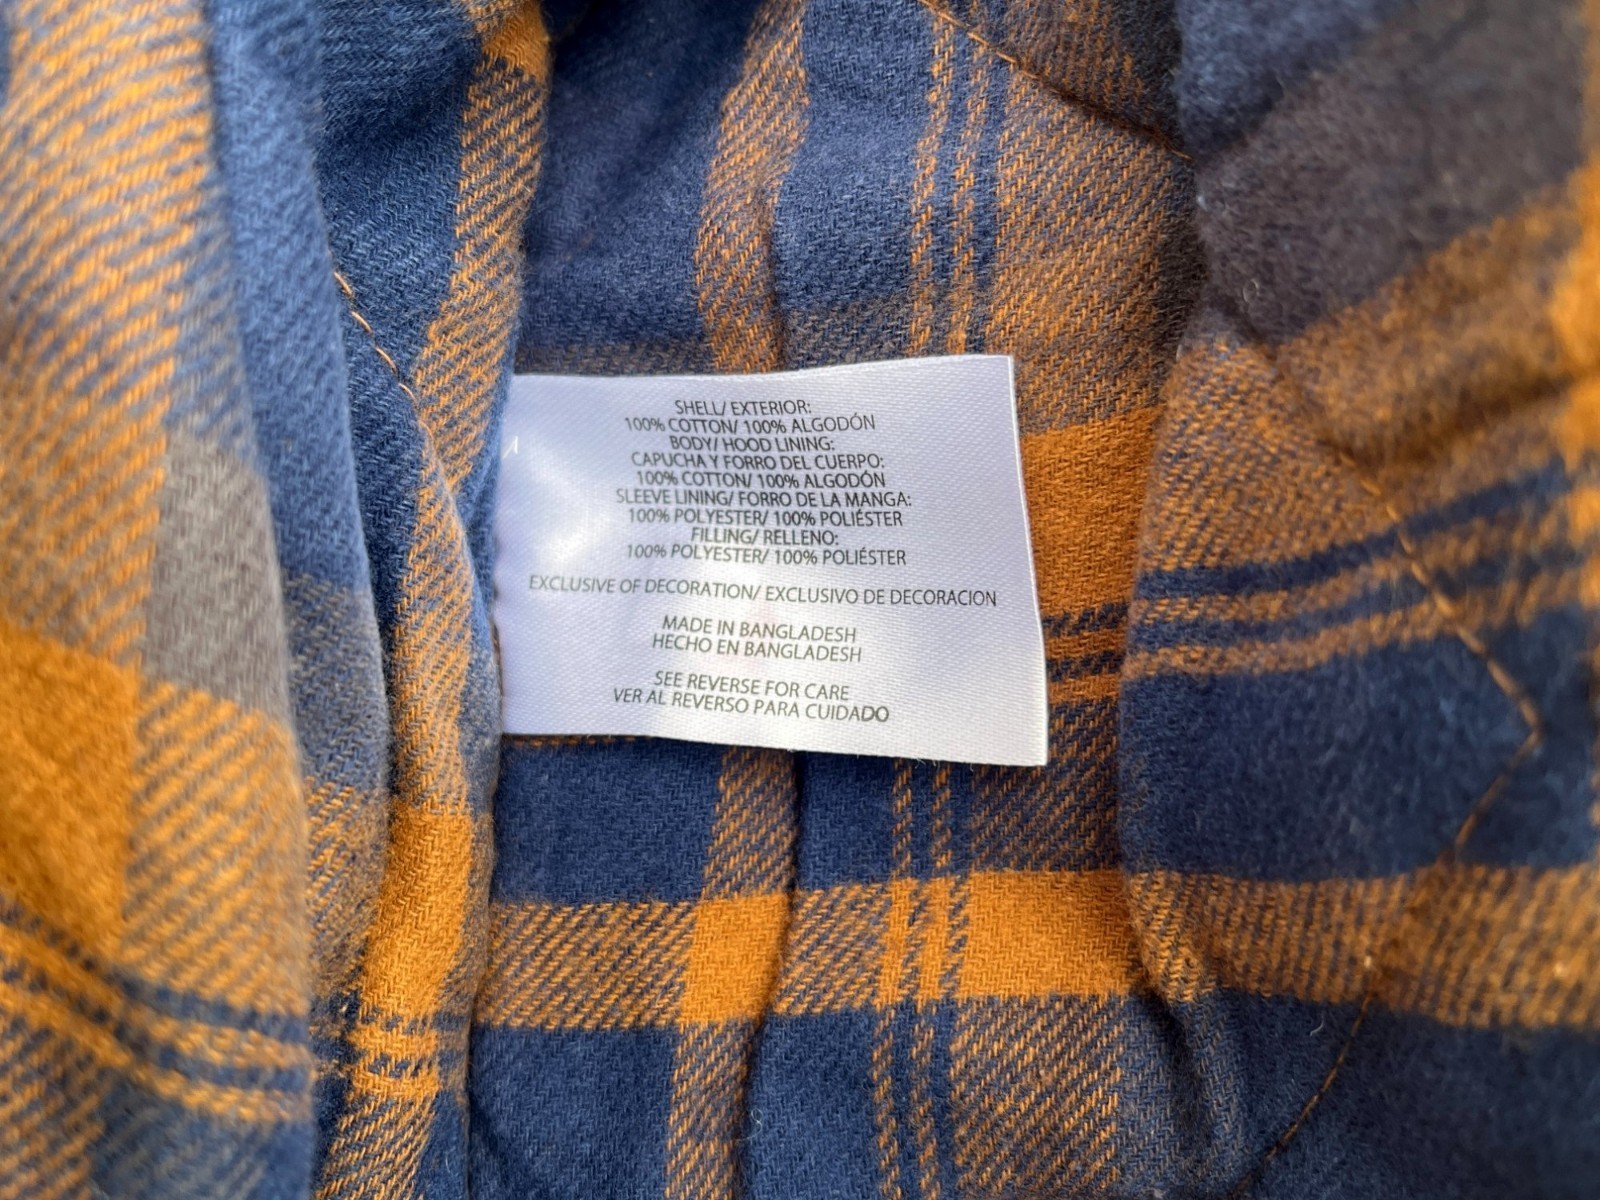 SHELL/ EXTERIOR:
100% COTTON/ 100% ALGODÓN
BODY/ HOOD LINING:
CAPUCHA Y FORRO DEL CUERPO:
100% COTTON/ 100% ALGODÓN
SLEEVE LINING/ FORRO DE LA MANGA:
100% POLYESTER/ 100% POLIÉSTER
FILLING/ RELLENO:
100% POLYESTER/ 100% POLIÉSTER
EXCLUSIVE OF DECORATION/ EXCLUSIVO DE DECORACION
MADE IN BANGLADESH
HECHO EN BANGLADESH
SEE REVERSE FOR CARE
VER AL REVERSO PARA CUIDADO